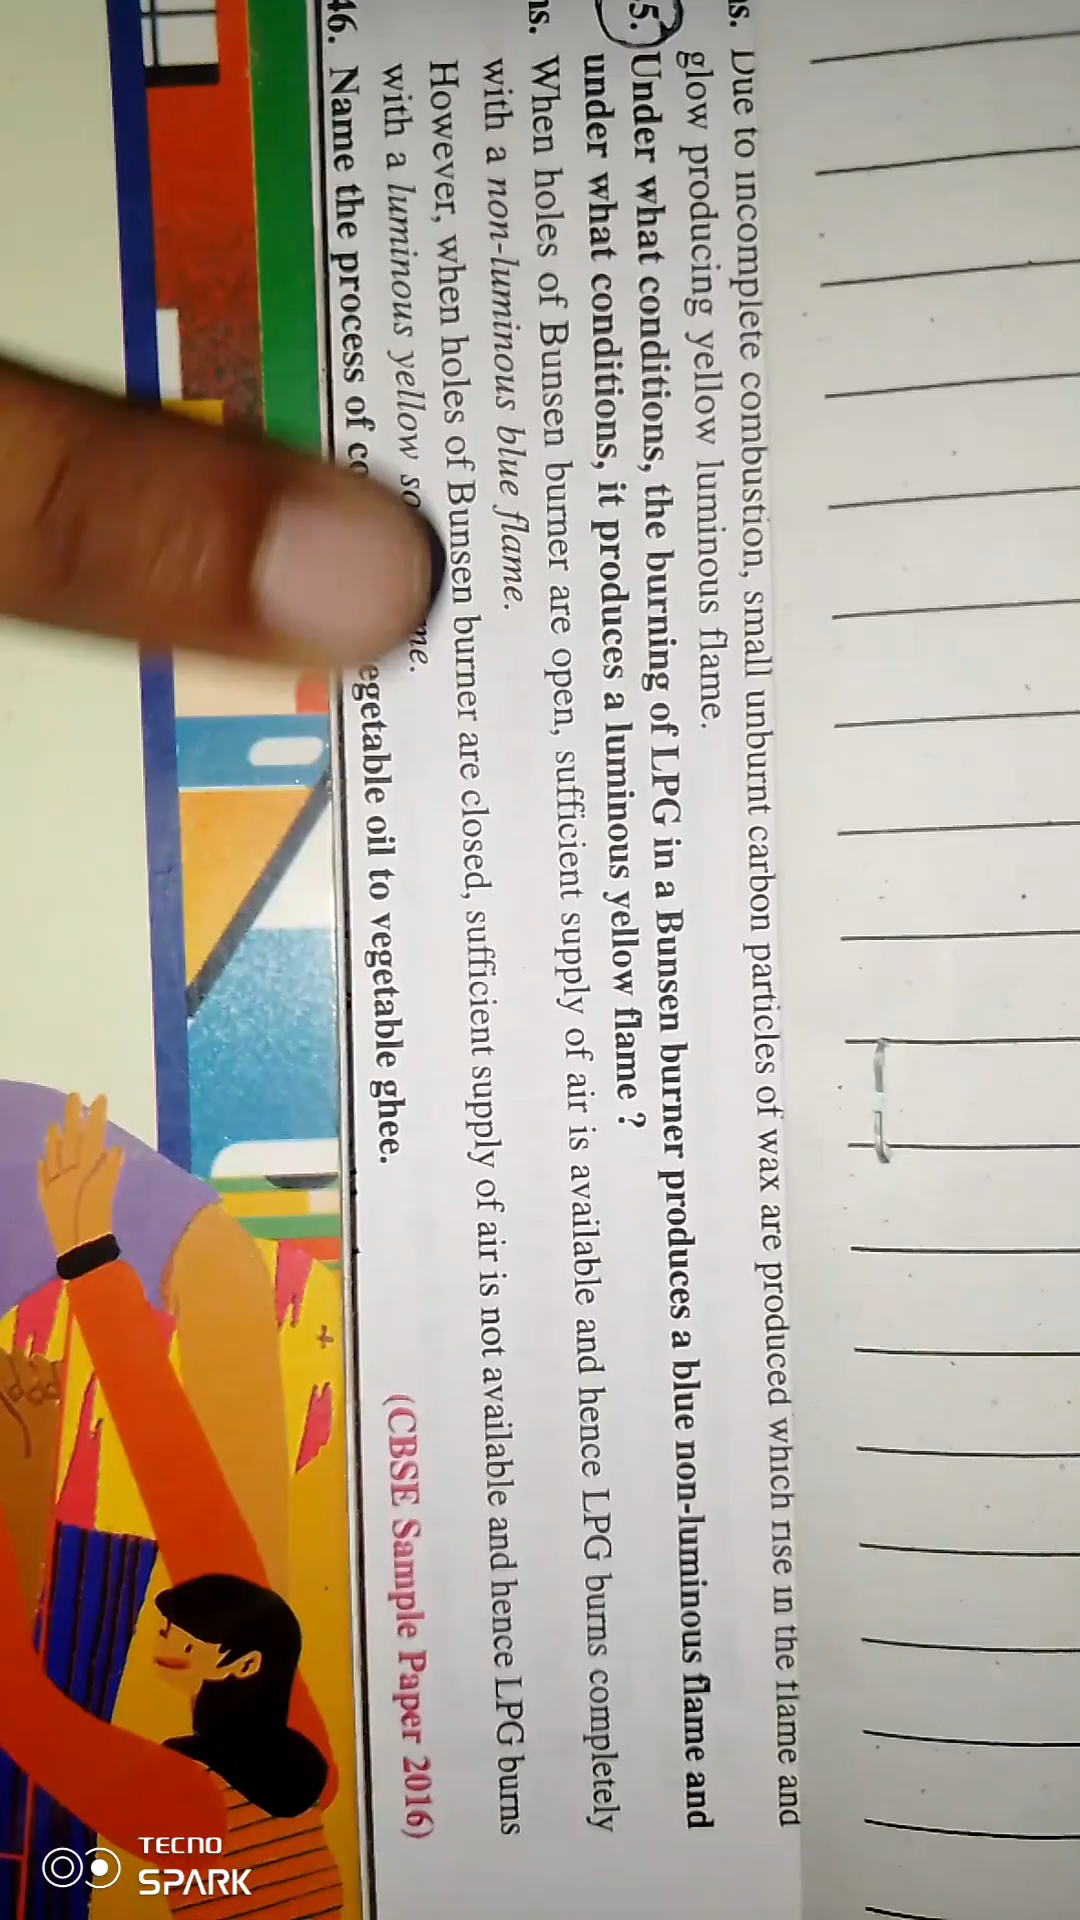 s. Due to incomplete combustion, small unburnt carbon particles of wax are produced which rise in the flame and
glow producing yellow luminous flame.
5. Under what conditions, the burning of LPG in a Bunsen burner produces a blue non-luminous flame and
under what conditions, it produces a luminous yellow flame ?
ns. When holes of Bunsen burner are open, sufficient supply of air is available and hence LPG burns completely
with a non-luminous blue flame.
However, when holes of Bunsen burner are closed, sufficient supply of air is not available and hence LPG burns
with a luminous yellow
46. Name the process of egetable oil to vegetable ghee.
(CBSE Sample Paper 2016)
TECNO
SPARK